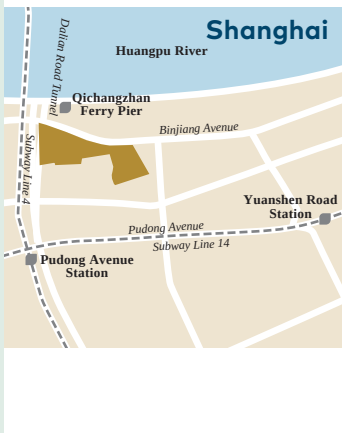 Shanghai
Dalian Road Tunnel
Huangpu River
Qichangzhan
Ferry Pier
Binjiang Avenue
Subway Line 4
Yuanshen Road
Station
Pudong Avenue
Subway Line 14
Pudong Avenue
Station